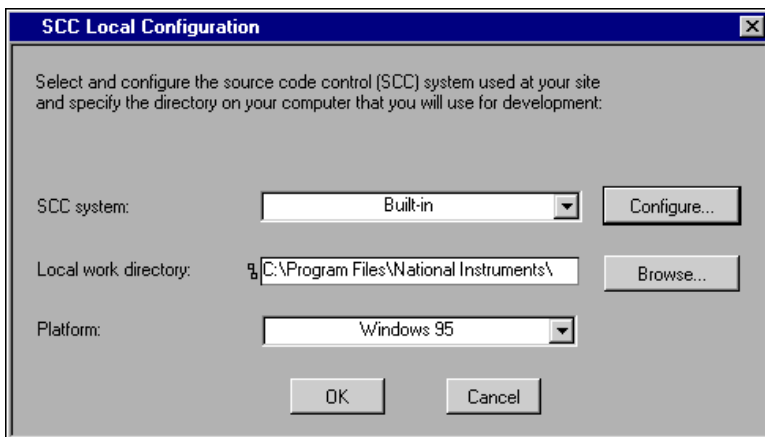 SCC Local Configuration
Select and configure the source code control (SCC) system used at your site
and specify the directory on your computer that you will use for development:
SCC system: Built-in Configure...
Local work directory: C:\Program Files\National Instruments\ Browse...
Platform: Windows 95
OK Cancel